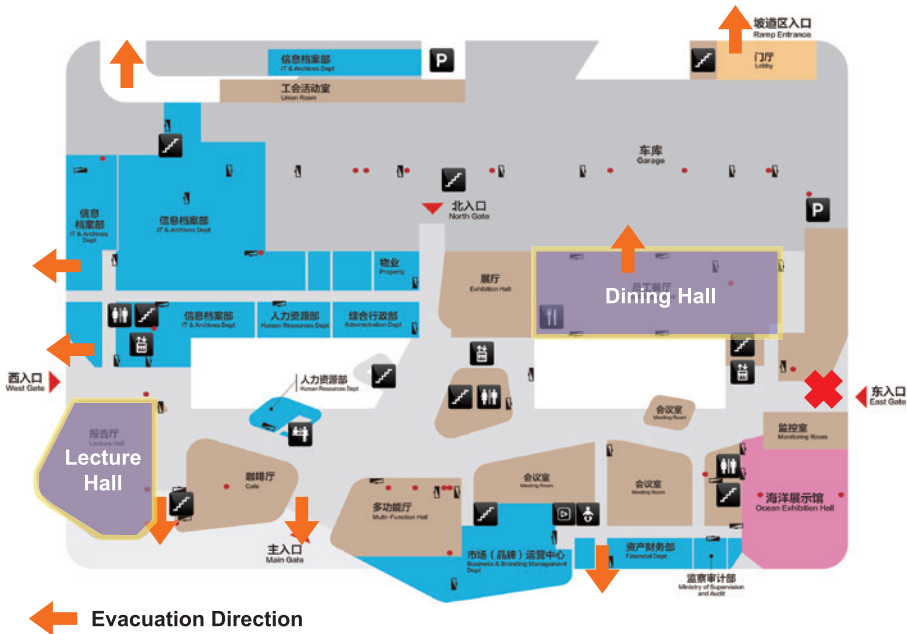 坡道区入口
Ramp Entrance
信息档案部
IT & Archives Dept
P
门厅
Lobby
工会活动室
Union Room
车库
Garage
北入口
North Gate
P
信息
档案部
IT & Archives
Dept
信息档案部
IT & Archives Dept
物业
Property
展厅
Exhibition Hall
Dining Hall
信息档案部
IT & Archives Dept
人力资源部
Human Resources Dept
综合行政部
Administration Dept
西入口
West Gate
人力资源部
Human Resources Dept
东入口
East Gate
会议室
Meeting Room
监控室
Monitoring Room
报告厅
Lecture Hall
Lecture
Hall
咖啡厅
Cafe
会议室
Meeting Room
会议室
Meeting Room
海洋展示馆
Ocean Exhibition Hall
多功能厅
Multi-Function Hall
主入口
Main Gate
市场（品牌）运营中心
Business & Branding Management
Dept
资产财务部
Financial Dept
监察审计部
Ministry of Supervision
and Audit
Evacuation Direction